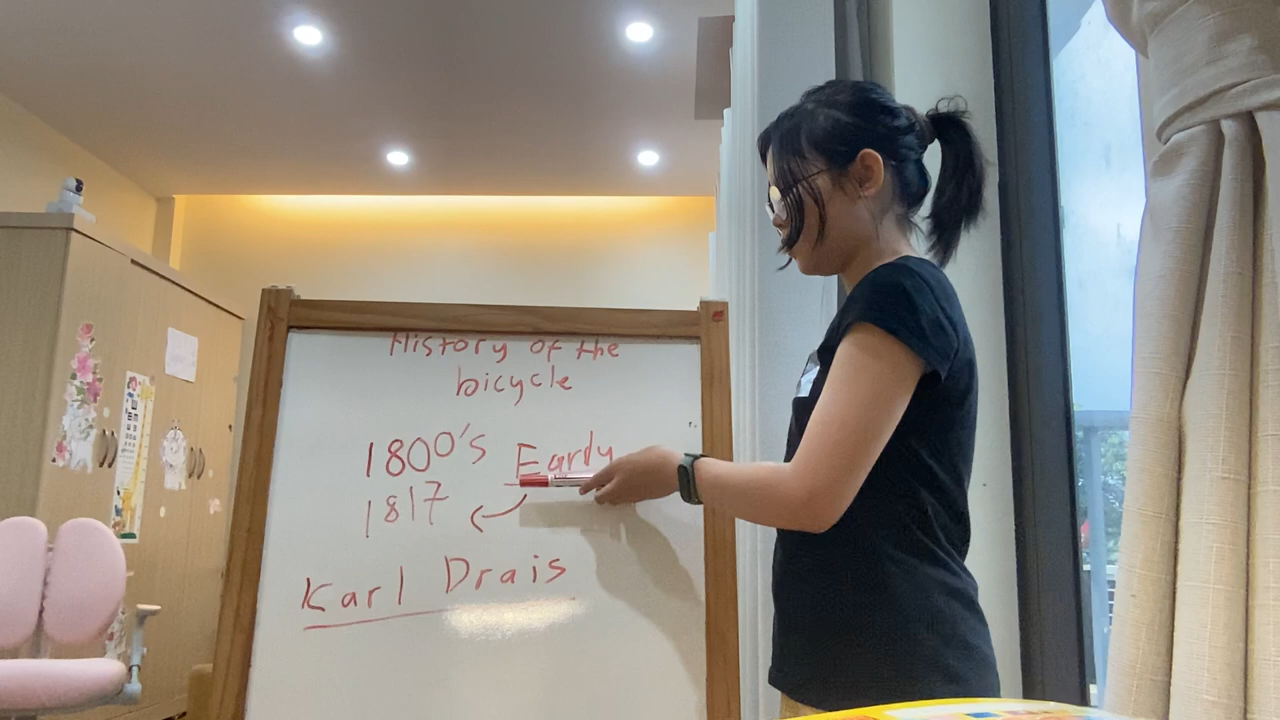 History of the
bicycle
1800's Early
1817
Karl Drais